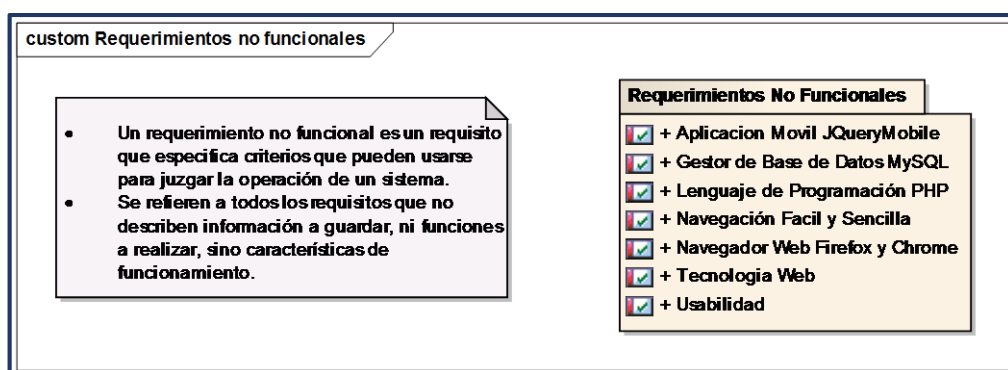 custom Requerimientos no funcionales
• Un requerimiento no funcional es un requisito
que especifica criterios que pueden usarse
para juzgar la operación de un sistema.
• Se refieren a todos los requisitos que no
describen información a guardar, ni funciones
a realizar, sino características de
funcionamiento.
Requerimientos No Funcionales
+ Aplicacion Movil JQueryMobile
+ Gestor de Base de Datos MySQL
+ Lenguaje de Programación PHP
+ Navegación Facil y Sencilla
+ Navegador Web Firefox y Chrome
+ Tecnologia Web
+ Usabilidad